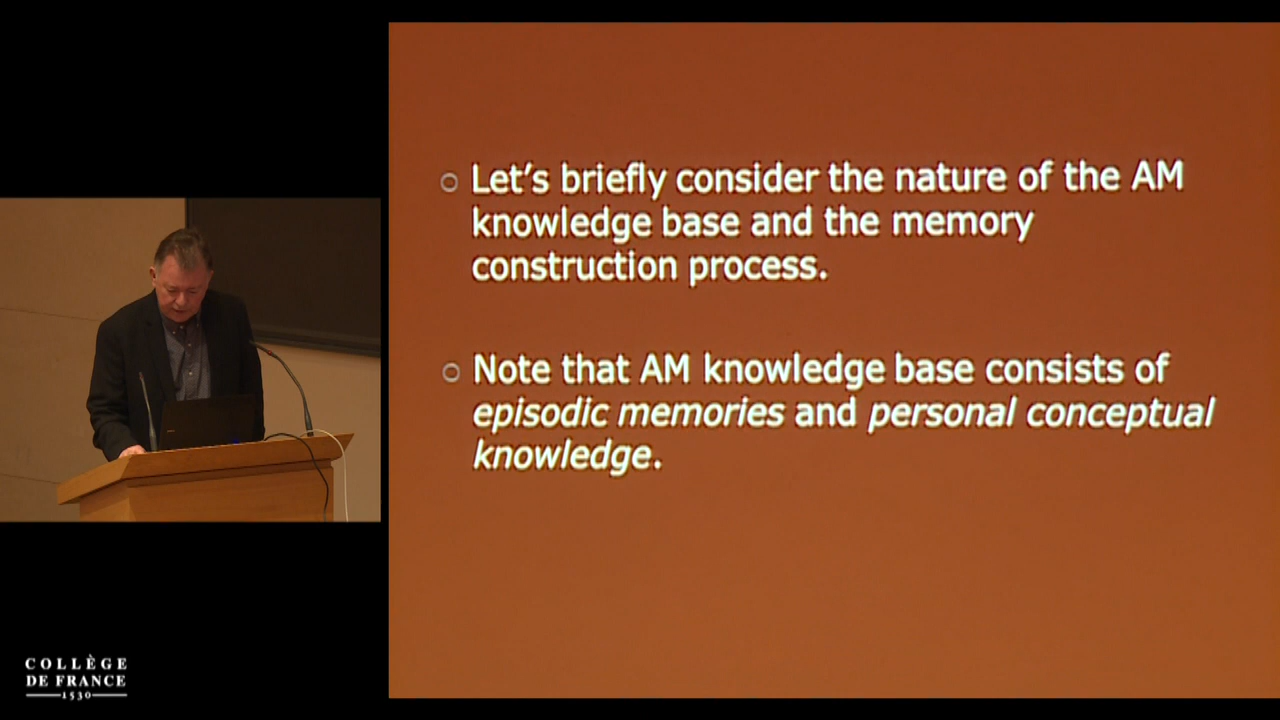 Let's briefly consider the nature of the AM
knowledge base and the memory
construction process.
Note that AM knowledge base consists of
episodic memories and personal conceptual
knowledge.
COLLÈGE
DE FRANCE
1530